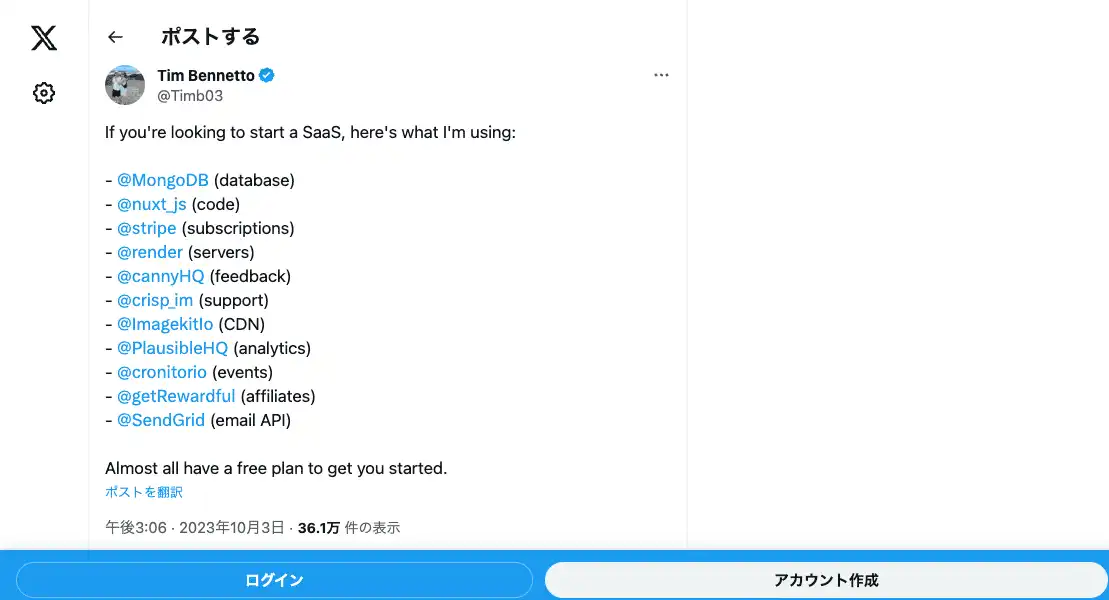 ポストする
Tim Bennetto
@Timb03
If you're looking to start a SaaS, here's what I'm using:
- @MongoDB (database)
- @nuxt_js (code)
- @stripe (subscriptions)
- @render (servers)
- @cannyHQ (feedback)
- @crisp_im (support)
- @ImagekitIo (CDN)
- @PlausibleHQ (analytics)
- @cronitorio (events)
- @getRewardful (affiliates)
- @SendGrid (email API)
Almost all have a free plan to get you started.
ポストを翻訳
午後3:06 · 2023年10月3日 · 36.1万 件の表示
ログイン
アカウント作成